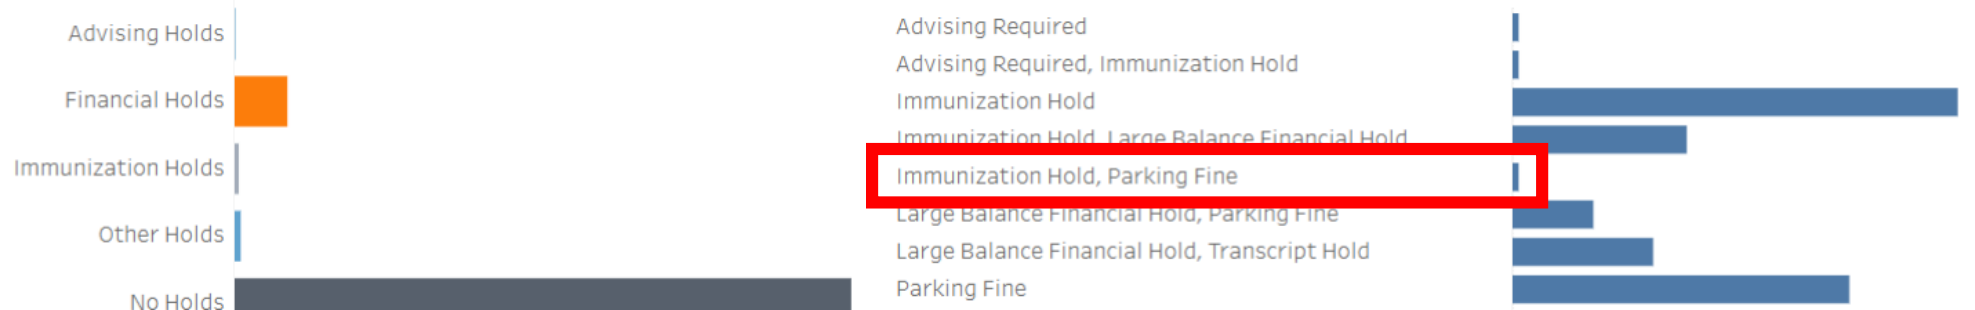 Advising Holds
Financial Holds
Immunization Holds
Other Holds
No Holds
Advising Required
Advising Required, Immunization Hold
Immunization Hold
Immunization Hold, Large Balance Financial Hold
Immunization Hold, Parking Fine
Large Balance Financial Hold, Parking Fine
Large Balance Financial Hold, Transcript Hold
Parking Fine